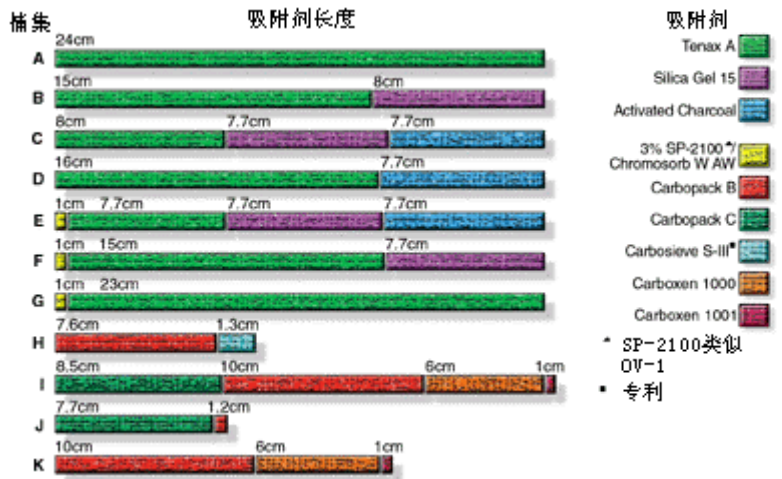 捕集 吸附剂长度 吸附剂
24cm
A
Tenax A
15cm 8cm
B
Silica Gel 15
8cm 7.7cm 7.7cm
C
Activated Charcoal
16cm 7.7cm
D
3% SP-2100▲/
Chromosorb W AW
1cm 7.7cm 7.7cm 7.7cm
E
Carbopack B
1cm 15cm 7.7cm
F
Carbopack C
1cm 23cm
G
Carbosieve S-III■
7.6cm 1.3cm
H
Carboxen 1000
8.5cm 10cm 6cm 1cm
I
Carboxen 1001
7.7cm 1.2cm
J
10cm 6cm 1cm
K
▲ SP-2100类似
OV-1
■ 专利